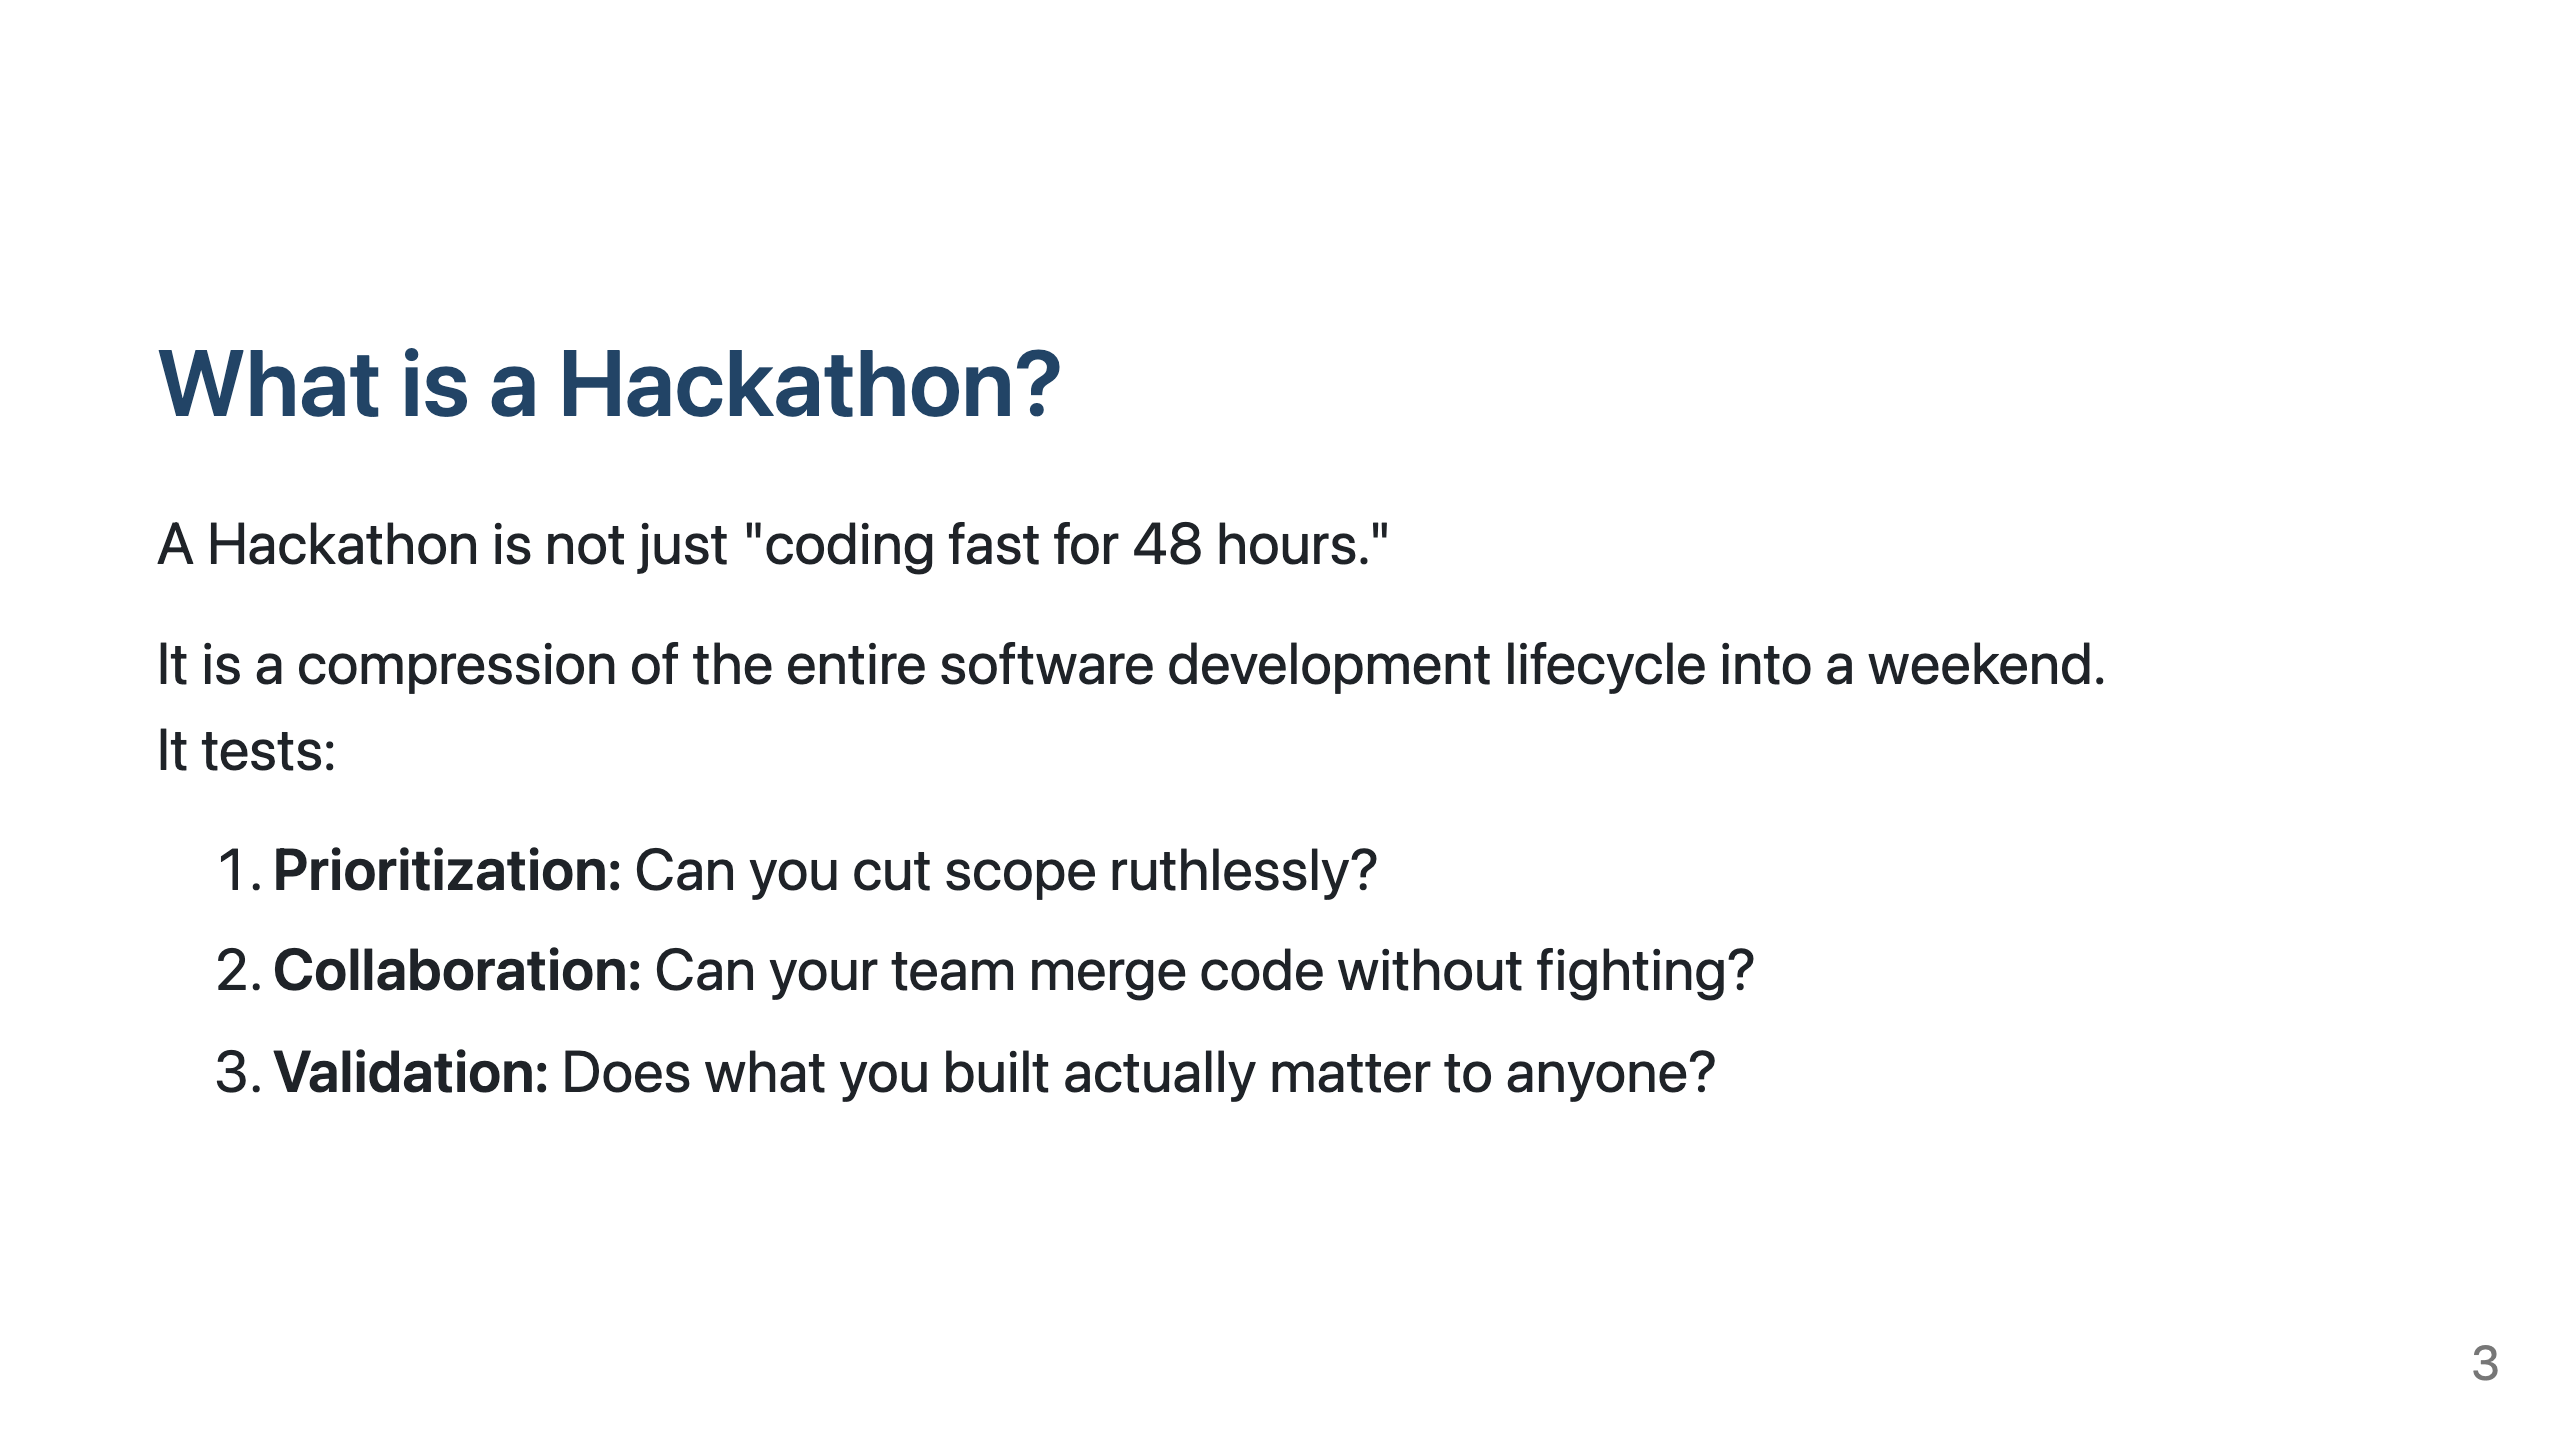 What is a Hackathon?
A Hackathon is not just "coding fast for 48 hours."
It is a compression of the entire software development lifecycle into a weekend.
It tests:
1. Prioritization: Can you cut scope ruthlessly?
2. Collaboration: Can your team merge code without fighting?
3. Validation: Does what you built actually matter to anyone?
3